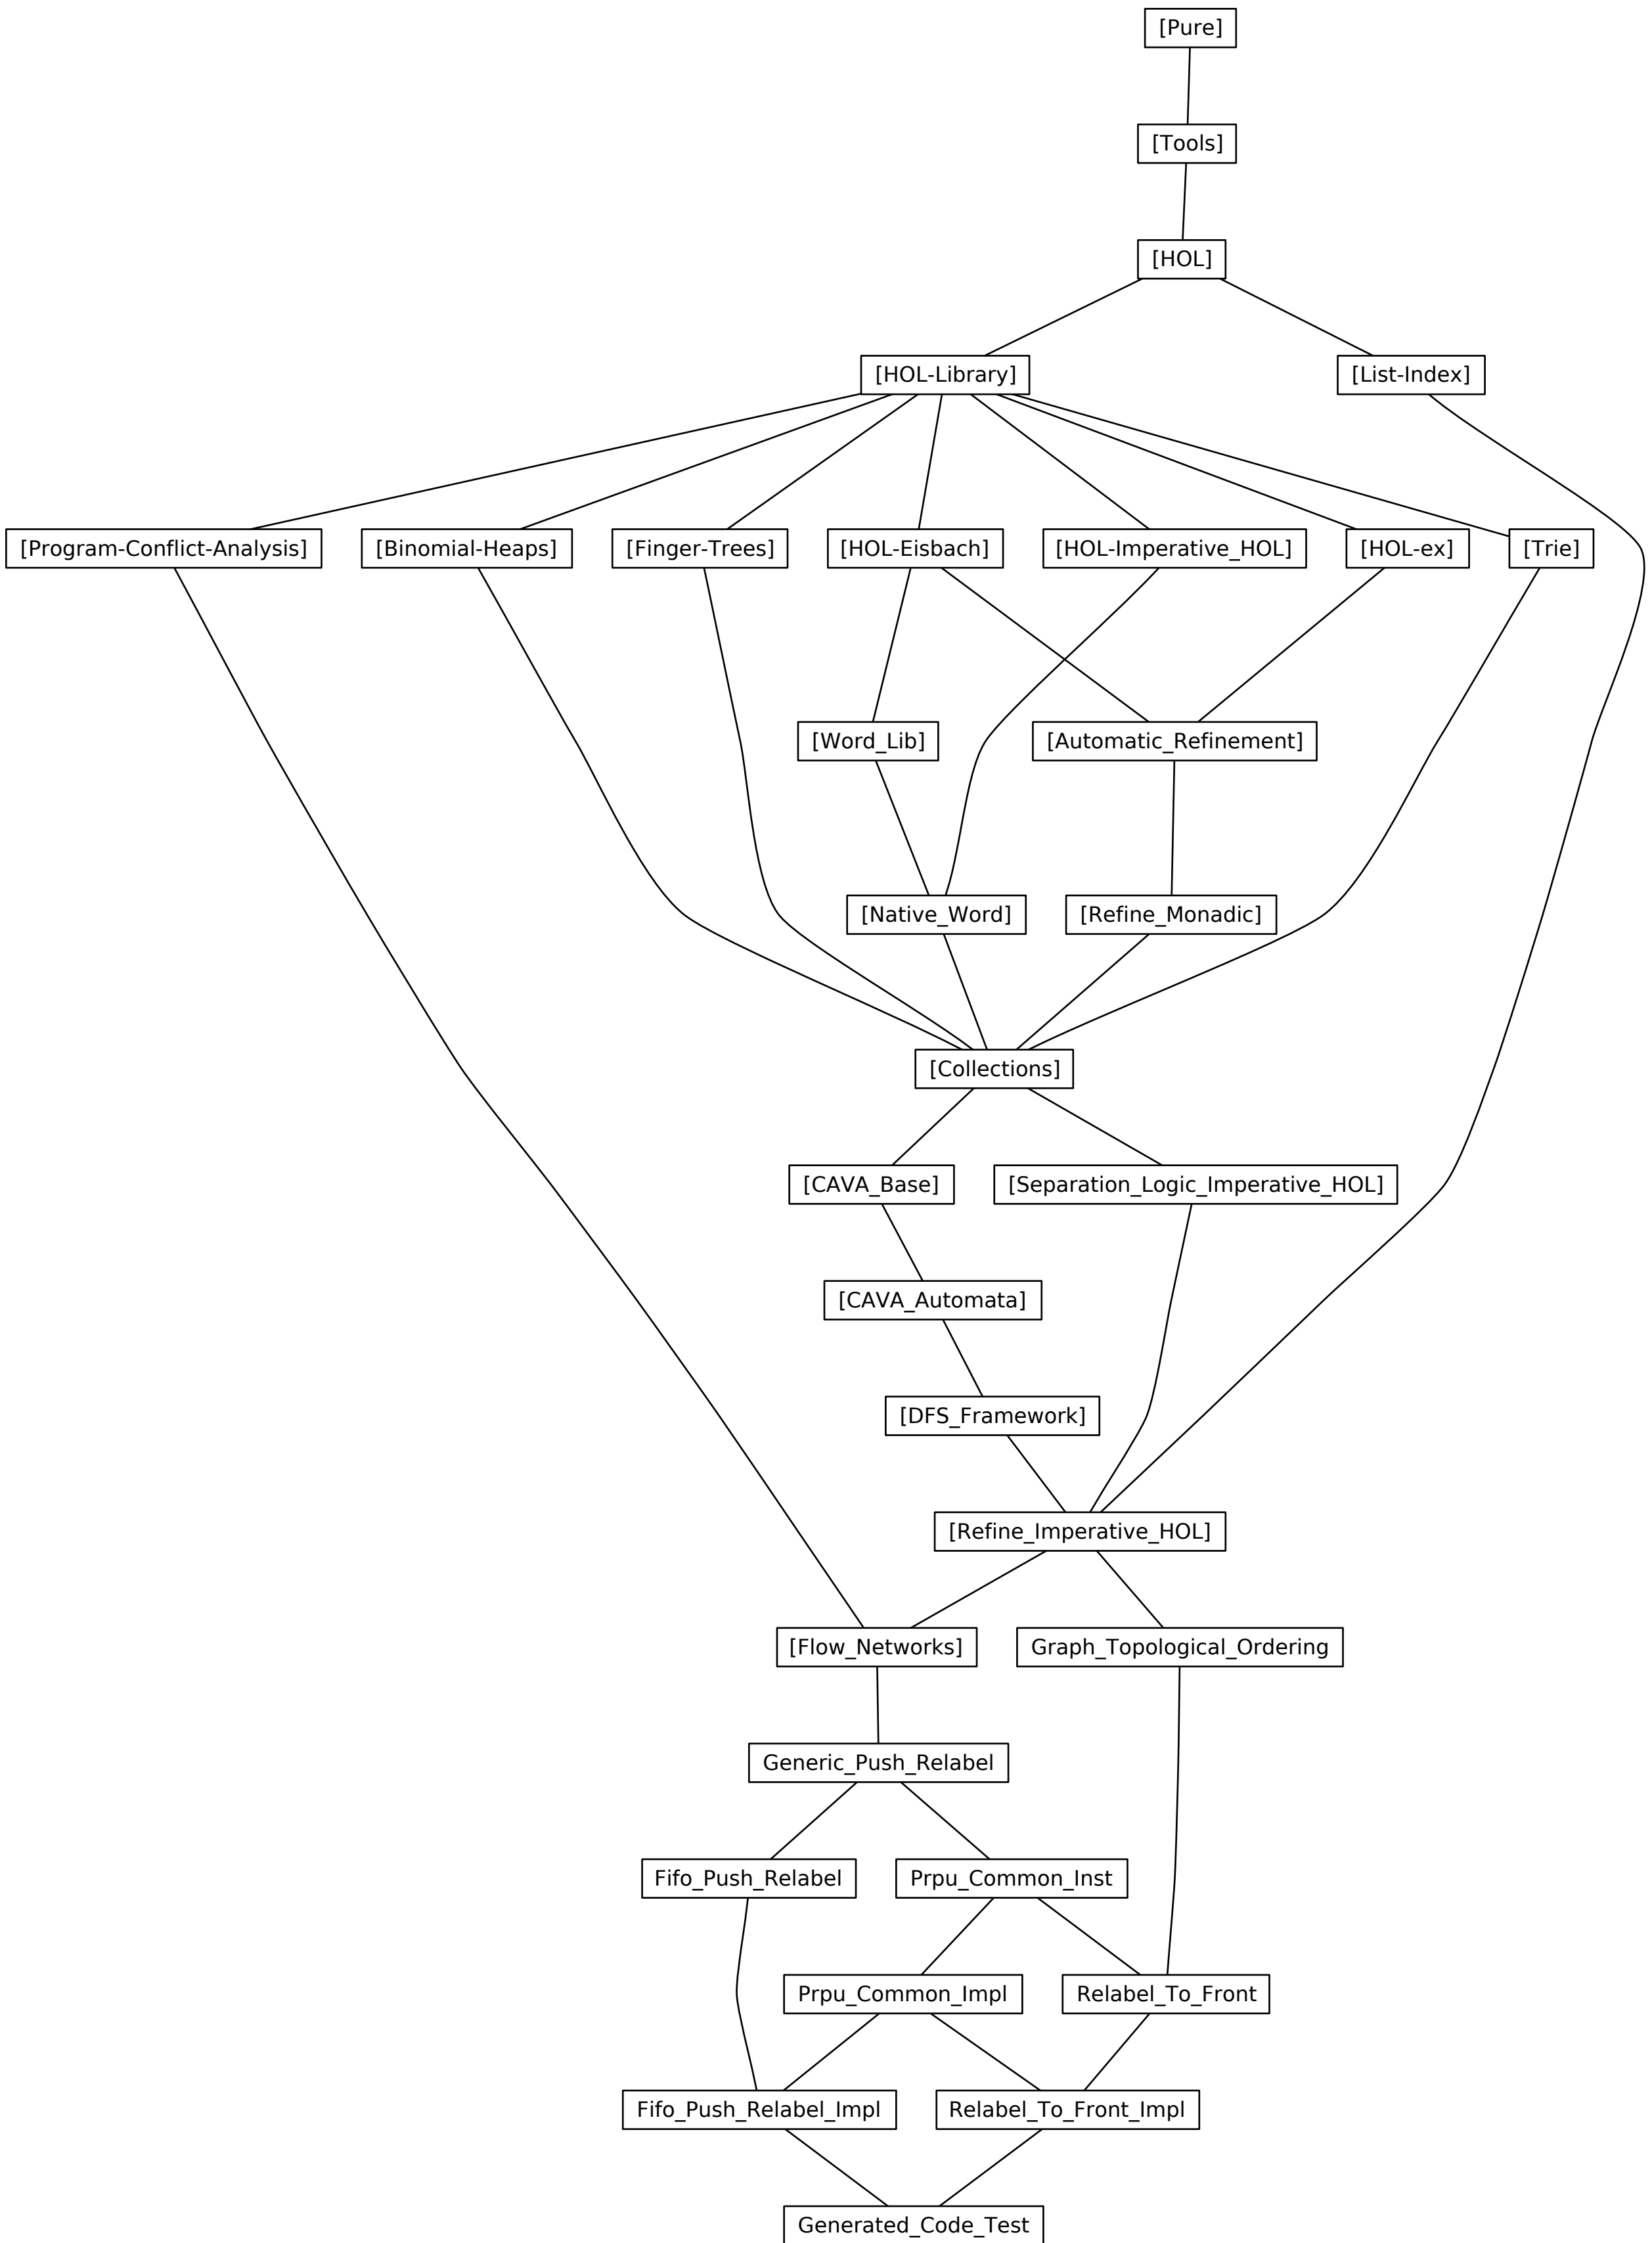 [Pure]
[Tools]
[HOL]
[HOL-Library]
[List-Index]
[Program-Conflict-Analysis]
[Binomial-Heaps]
[Finger-Trees]
[HOL-Eisbach]
[HOL-Imperative_HOL]
[HOL-ex]
[Trie]
[Word_Lib]
[Automatic_Refinement]
[Native_Word]
[Refine_Monadic]
[Collections]
[CAVA_Base]
[Separation_Logic_Imperative_HOL]
[CAVA_Automata]
[DFS_Framework]
[Refine_Imperative_HOL]
[Flow_Networks]
Graph_Topological_Ordering
Generic_Push_Relabel
Fifo_Push_Relabel
Prpu_Common_Inst
Prpu_Common_Impl
Relabel_To_Front
Fifo_Push_Relabel_Impl
Relabel_To_Front_Impl
Generated_Code_Test